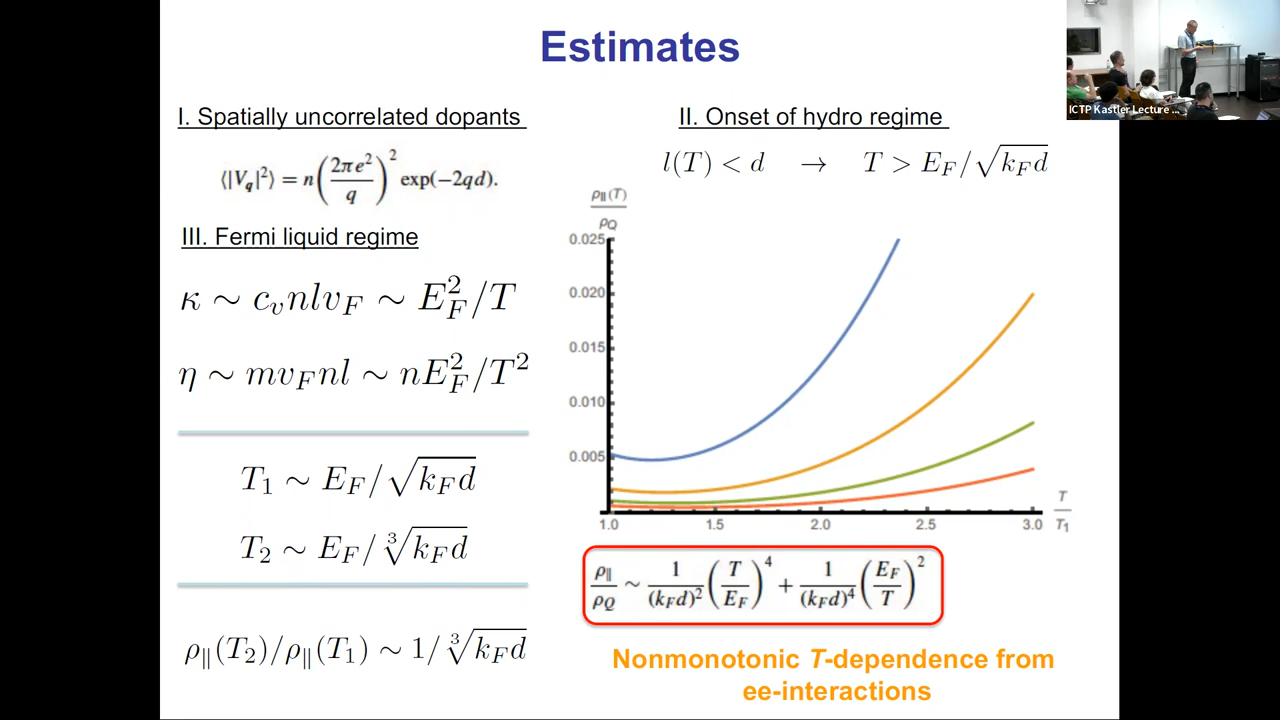 Estimates
ICTP Kastler Lecture ...
I. Spatially uncorrelated dopants
⟨|V_q|²⟩ = n(2πe²/q)² exp(−2qd).
III. Fermi liquid regime
κ ∼ c_v n l v_F ∼ E_F²/T
η ∼ m v_F n l ∼ n E_F²/T²
T₁ ∼ E_F/√(k_F d)
T₂ ∼ E_F/∛(k_F d)
ρ_∥(T₂)/ρ_∥(T₁) ∼ 1/∛(k_F d)
II. Onset of hydro regime
l(T) < d → T > E_F/√(k_F d)
ρ_∥(T)/ρ_Q
0.025
0.020
0.015
0.010
0.005
1.0 1.5 2.0 2.5 3.0
T/T₁
ρ_∥/ρ_Q ∼ 1/(k_F d)² (T/E_F)⁴ + 1/(k_F d)⁴ (E_F/T)²
Nonmonotonic T-dependence from
ee-interactions